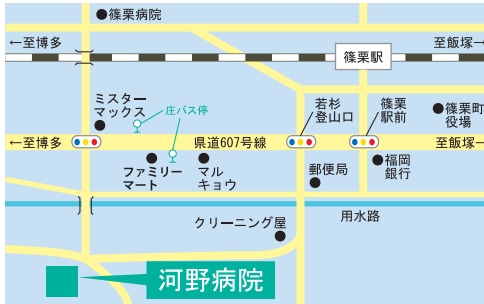 ●篠栗病院
←至博多
篠栗駅
至飯塚→
ミスター
マックス
庄バス停
若杉
登山口
篠栗
駅前
篠栗町
役場
←至博多
県道607号線
至飯塚→
ファミリー
マート
マル
キョウ
郵便局
福岡
銀行
用水路
クリーニング屋
河野病院